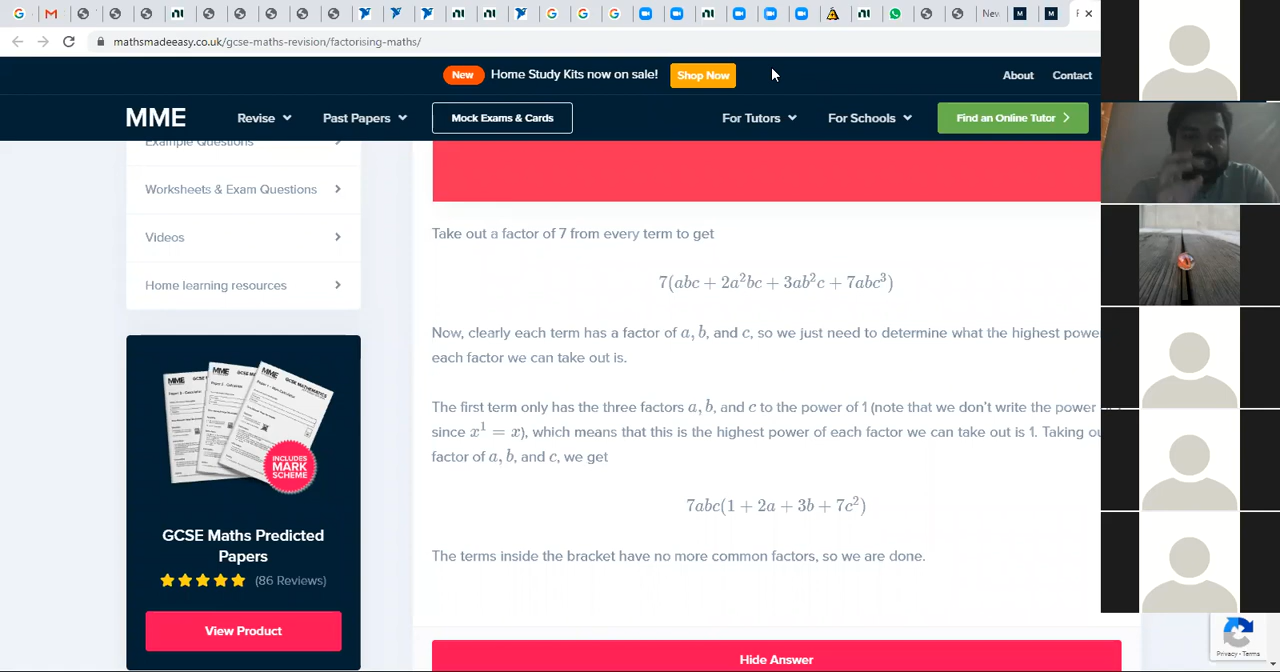 mathsmadeeasy.co.uk/gcse-maths-revision/factorising-maths/
New Home Study Kits now on sale! Shop Now
About Contact
MME Revise Past Papers Mock Exams & Cards For Tutors For Schools Find an Online Tutor
Example Questions
Worksheets & Exam Questions
Videos
Home learning resources
MME
MME
MME
INCLUDES
MARK
SCHEME
GCSE Maths Predicted
Papers
(86 Reviews)
View Product
Take out a factor of 7 from every term to get
7(abc + 2a²bc + 3ab²c + 7abc³)
Now, clearly each term has a factor of a, b, and c, so we just need to determine what the highest powe
each factor we can take out is.
The first term only has the three factors a, b, and c to the power of 1 (note that we don't write the power
since x¹ = x), which means that this is the highest power of each factor we can take out is 1. Taking ou
factor of a, b, and c, we get
7abc(1 + 2a + 3b + 7c²)
The terms inside the bracket have no more common factors, so we are done.
Hide Answer
Privacy - Terms